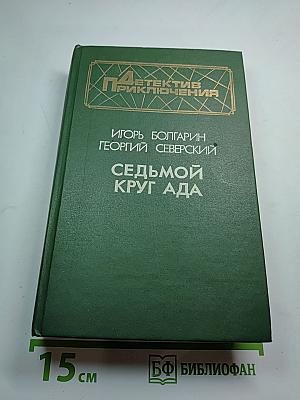 Детектив
Приключения
ИГОРЬ БОЛГАРИН
ГЕОРГИЙ СЕВЕРСКИЙ
СЕДЬМОЙ
КРУГ АДА
15 см
БФ БИБЛИОФАН